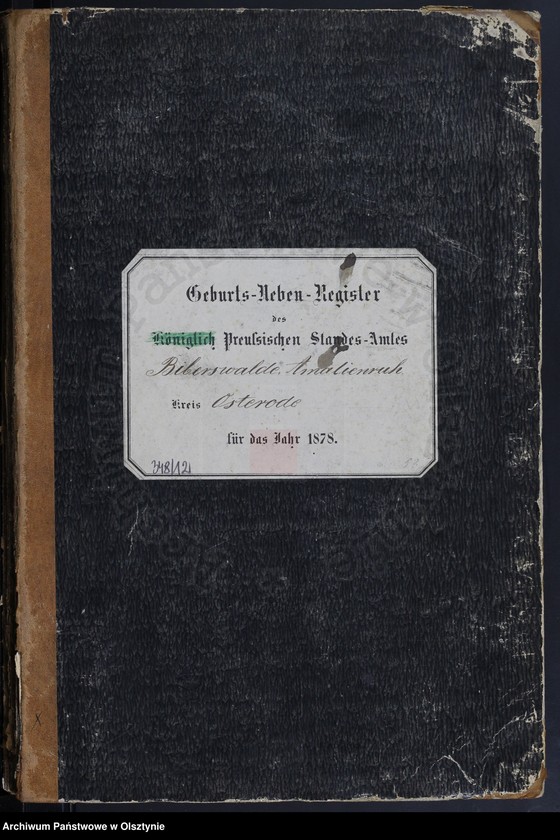 Geburts-Neben-Register
des
Königlich Preußischen Standes-Amtes
Biberswalde Amalienruh
Kreis Osterode
für das Jahr 1878.
348/12
Archiwum Państwowe w Olsztynie